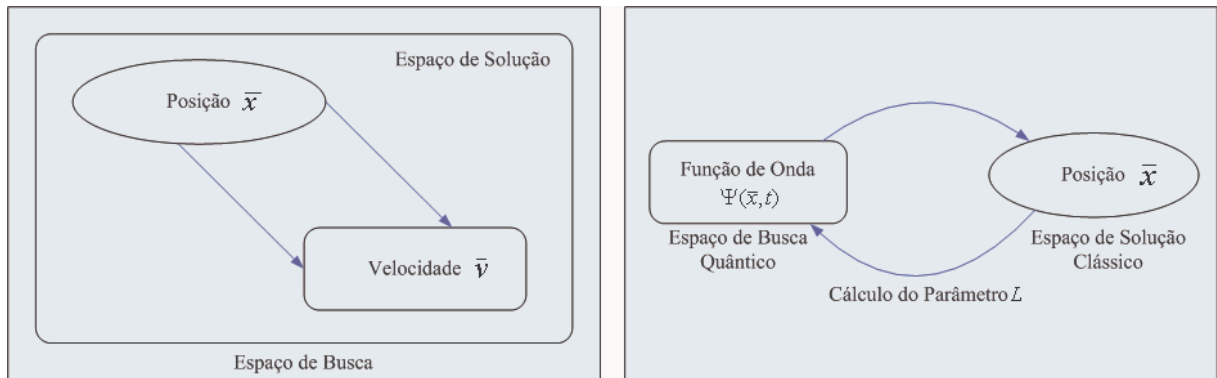 Espaço de Solução
Posição x̅
Velocidade v̅
Espaço de Busca
Função de Onda
Ψ(x̅,t)
Espaço de Busca
Quântico
Posição x̅
Espaço de Solução
Clássico
Cálculo do Parâmetro L